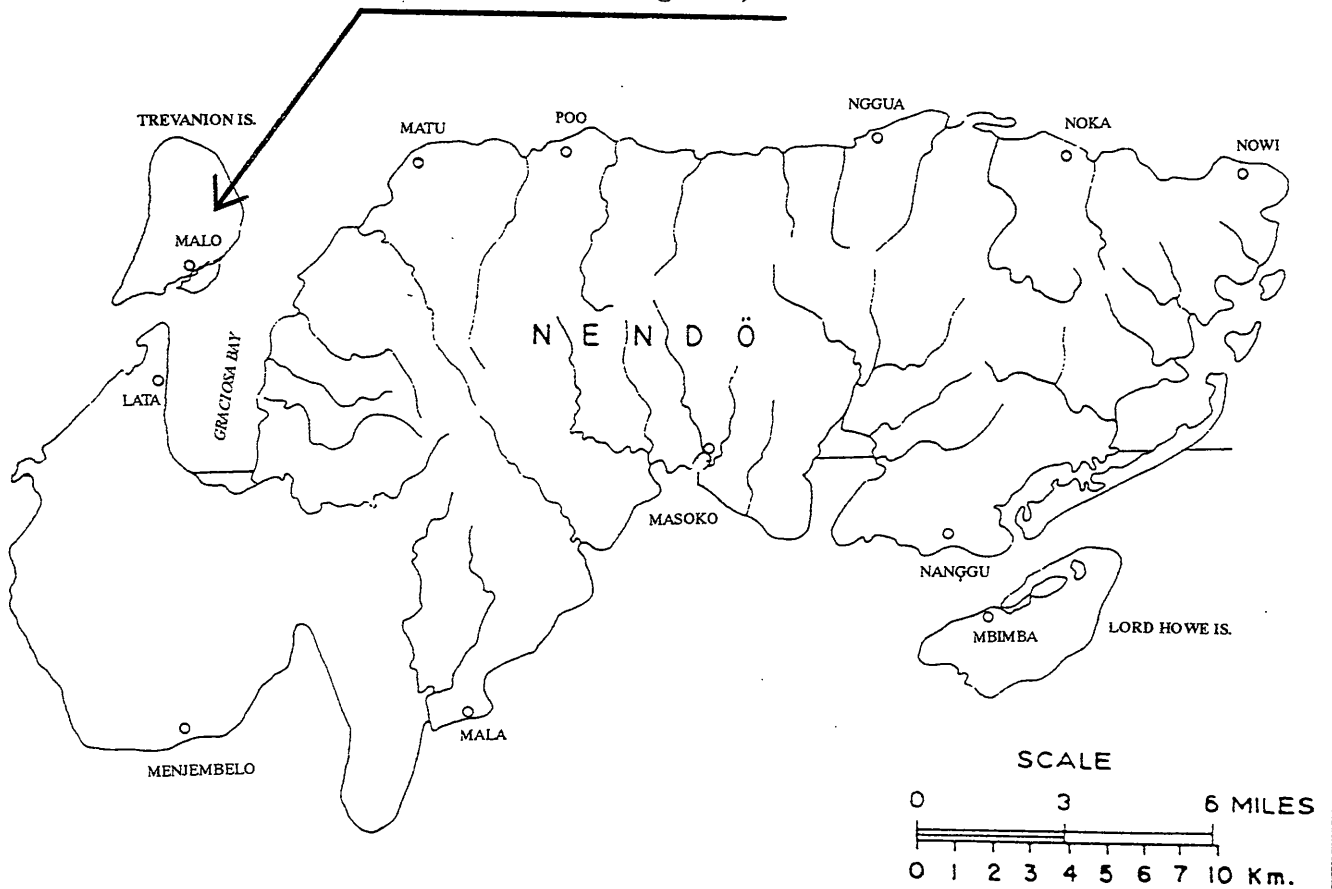 TREVANION IS.
MATU
POO
NGGUA
NOKA
NOWI
MALO
NENDÖ
LATA
GRACIOSA BAY
MASOKO
NANGGU
MBIMBA
LORD HOWE IS.
MALA
MENJEMBELO
SCALE
0 3 6 MILES
0 1 2 3 4 5 6 7 10 Km.